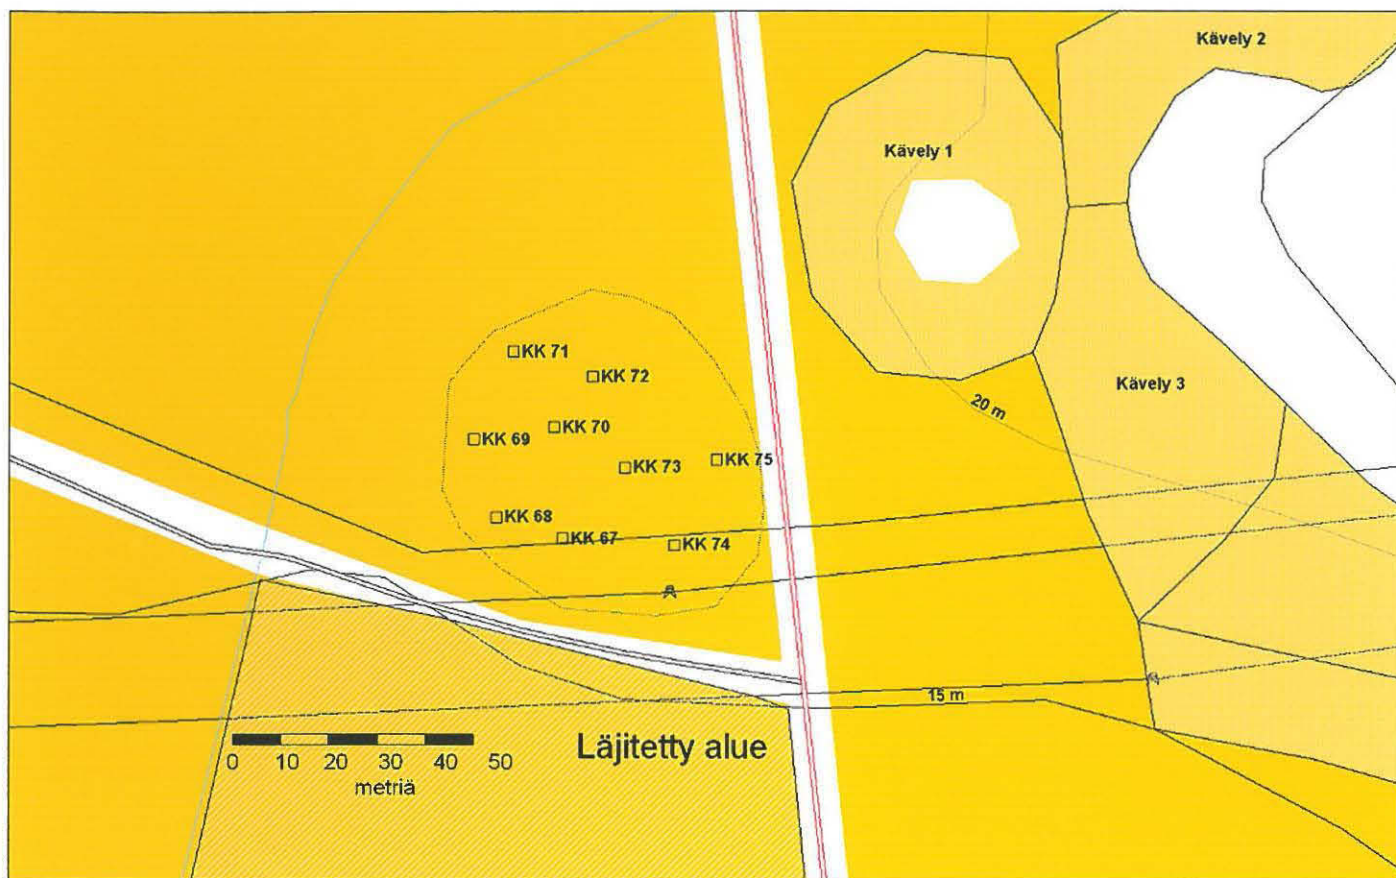 Kävely 2
Kävely 1
KK 71
KK 72
Kävely 3
20 m
KK 70
KK 69
KK 73
KK 75
KK 68
KK 67
KK 74
15 m
Läjitetty alue
0 10 20 30 40 50
metriä